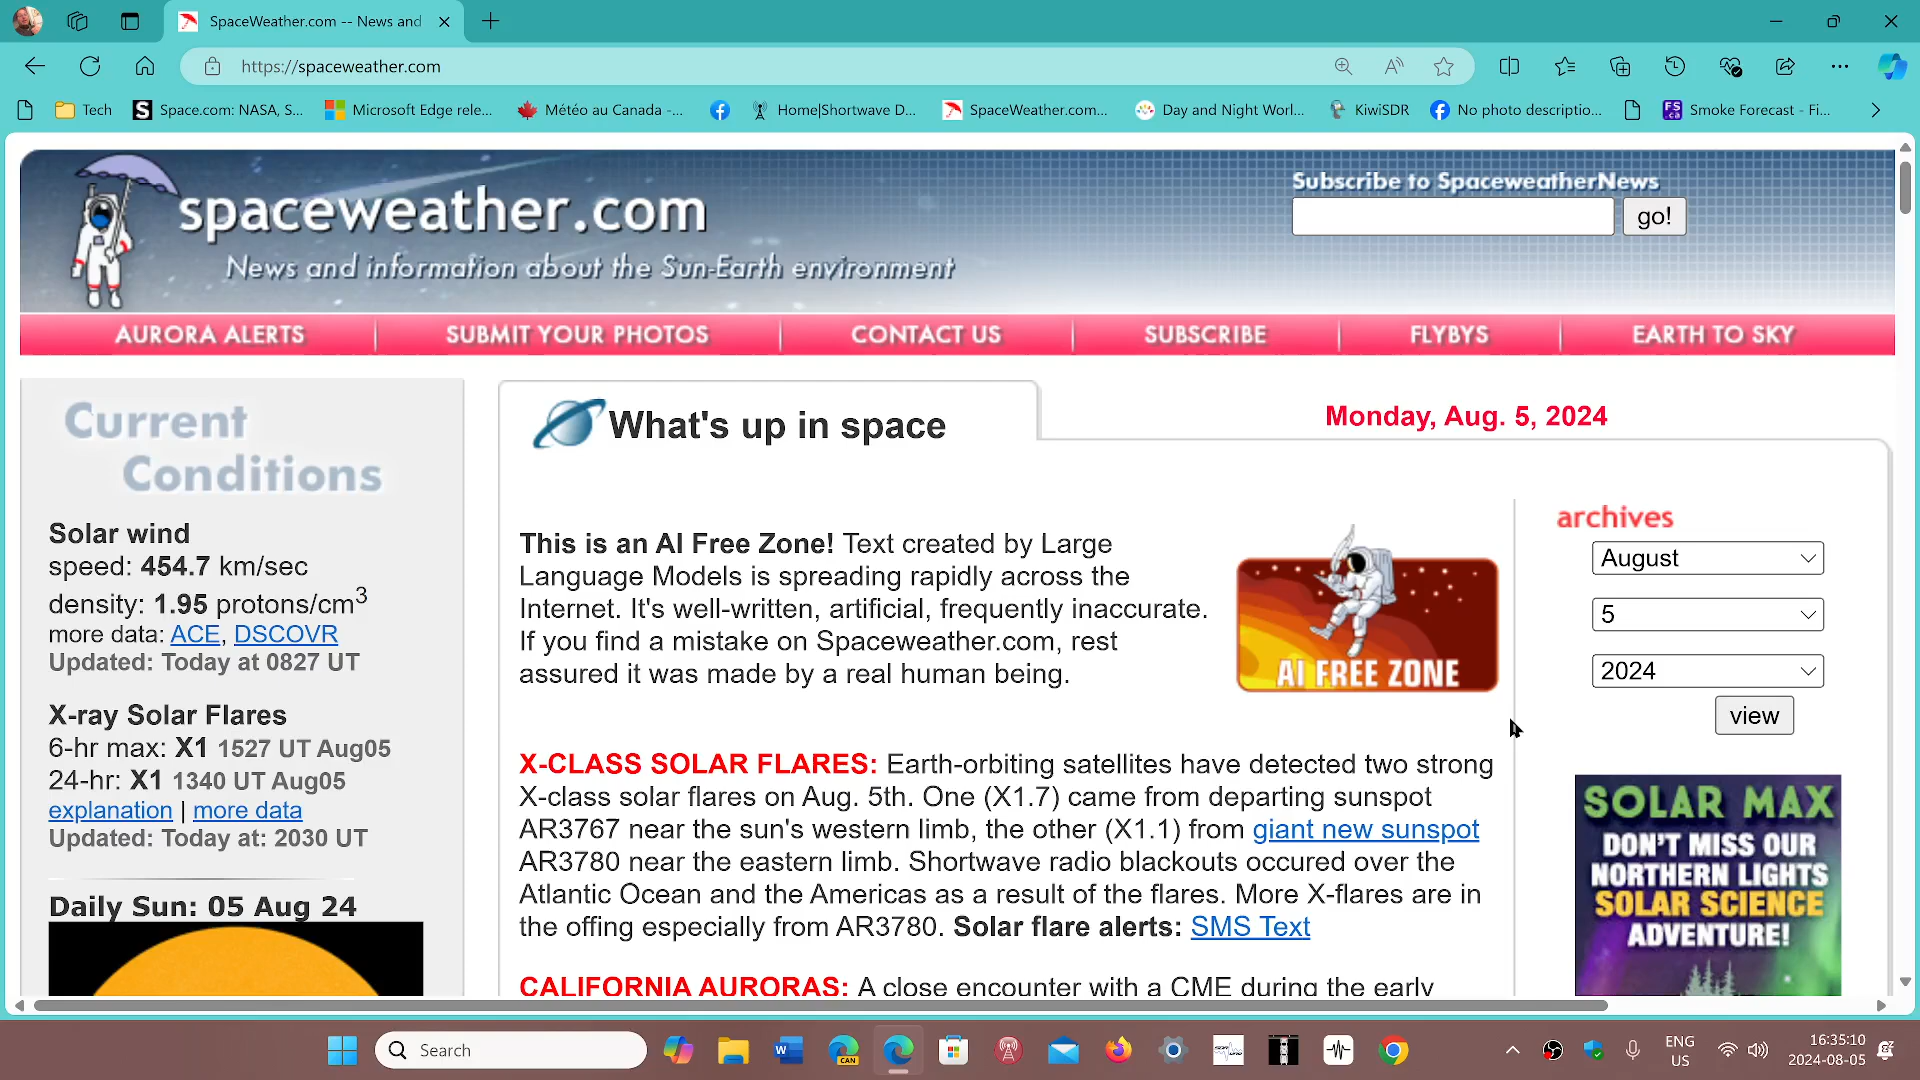 SpaceWeather.com -- News and
https://spaceweather.com
Tech
Space.com: NASA, S...
Microsoft Edge rele...
Météo au Canada -...
Home|Shortwave D...
SpaceWeather.com...
Day and Night Worl...
KiwiSDR
No photo descriptio...
Smoke Forecast - Fi...
spaceweather.com
News and information about the Sun-Earth environment
Subscribe to SpaceweatherNews
go!
AURORA ALERTS
SUBMIT YOUR PHOTOS
CONTACT US
SUBSCRIBE
FLYBYS
EARTH TO SKY
Current
Conditions
Solar wind
speed: 454.7 km/sec
density: 1.95 protons/cm3
more data: ACE, DSCOVR
Updated: Today at 0827 UT
X-ray Solar Flares
6-hr max: X1 1527 UT Aug05
24-hr: X1 1340 UT Aug05
explanation | more data
Updated: Today at: 2030 UT
Daily Sun: 05 Aug 24
What's up in space
Monday, Aug. 5, 2024
This is an AI Free Zone! Text created by Large
Language Models is spreading rapidly across the
Internet. It's well-written, artificial, frequently inaccurate.
If you find a mistake on Spaceweather.com, rest
assured it was made by a real human being.
AI FREE ZONE
X-CLASS SOLAR FLARES: Earth-orbiting satellites have detected two strong
X-class solar flares on Aug. 5th. One (X1.7) came from departing sunspot
AR3767 near the sun's western limb, the other (X1.1) from giant new sunspot
AR3780 near the eastern limb. Shortwave radio blackouts occured over the
Atlantic Ocean and the Americas as a result of the flares. More X-flares are in
the offing especially from AR3780. Solar flare alerts: SMS Text
CALIFORNIA AURORAS: A close encounter with a CME during the early
archives
August
5
2024
view
SOLAR MAX
DON'T MISS OUR
NORTHERN LIGHTS
SOLAR SCIENCE
ADVENTURE!
Search
CAN
ENG
US
16:35:10
2024-08-05